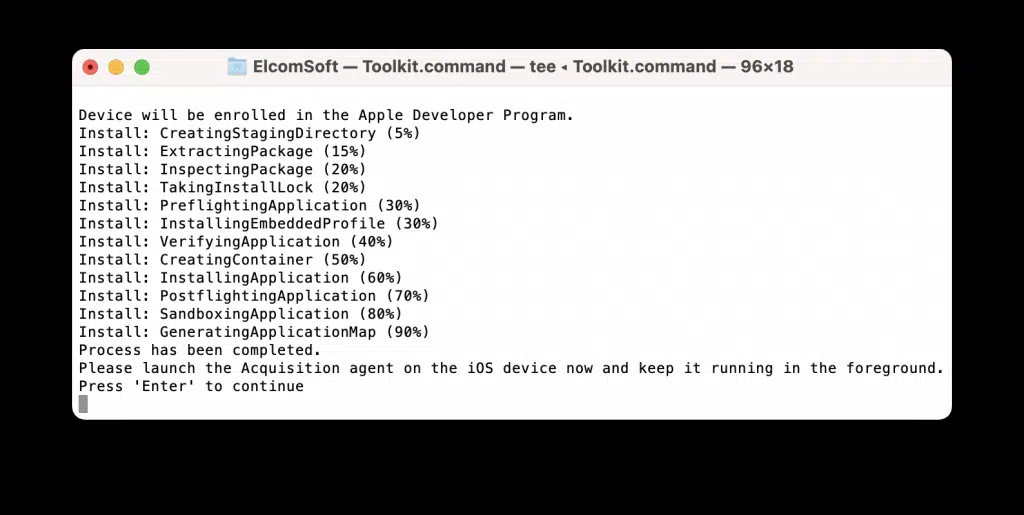 ElcomSoft — Toolkit.command — tee ◂ Toolkit.command — 96×18
Device will be enrolled in the Apple Developer Program.
Install: CreatingStagingDirectory (5%)
Install: ExtractingPackage (15%)
Install: InspectingPackage (20%)
Install: TakingInstallLock (20%)
Install: PreflightingApplication (30%)
Install: InstallingEmbeddedProfile (30%)
Install: VerifyingApplication (40%)
Install: CreatingContainer (50%)
Install: InstallingApplication (60%)
Install: PostflightingApplication (70%)
Install: SandboxingApplication (80%)
Install: GeneratingApplicationMap (90%)
Process has been completed.
Please launch the Acquisition agent on the iOS device now and keep it running in the foreground.
Press 'Enter' to continue